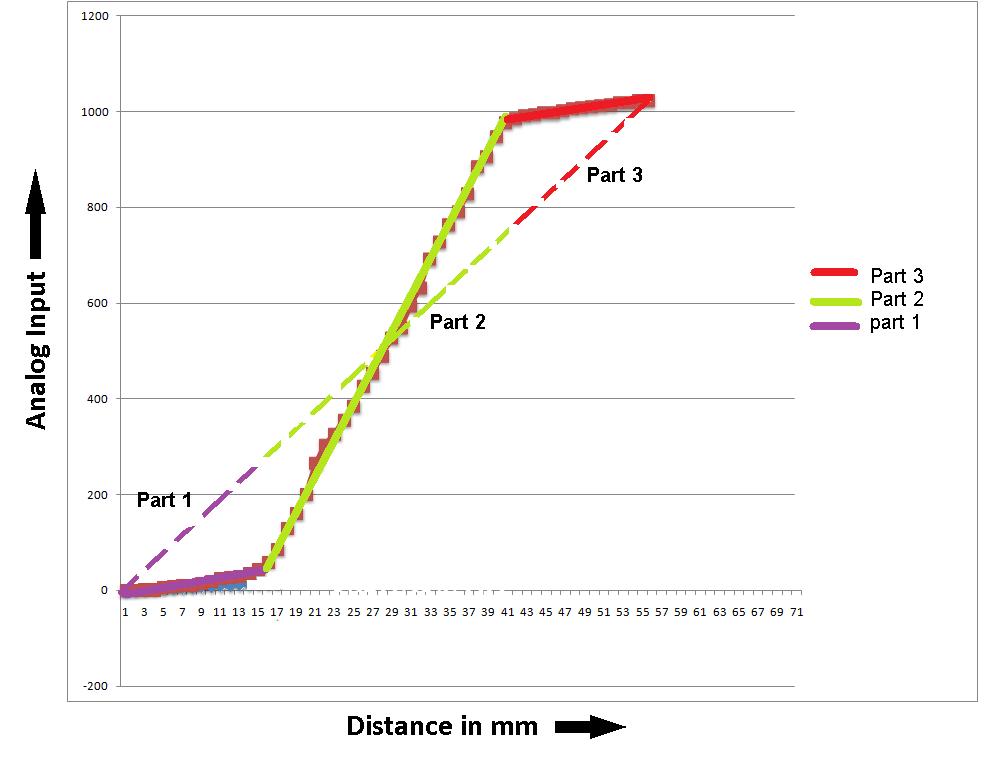 1200
1000
800
600
400
200
0
-200
Analog Input
Part 3
Part 2
Part 1
Part 3
Part 2
part 1
1 3 5 7 9 11 13 15 17 19 21 23 25 27 29 31 33 35 37 39 41 43 45 47 49 51 53 55 57 59 61 63 65 67 69 71
Distance in mm